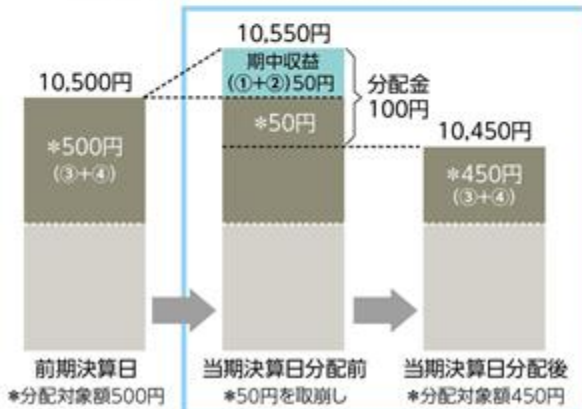 10,550円
期中収益
(①+②)50円
分配金
100円
10,500円
*500円
(③+④)
*50円
10,450円
*450円
(③+④)
前期決算日
*分配対象額500円
当期決算日分配前
*50円を取崩し
当期決算日分配後
*分配対象額450円